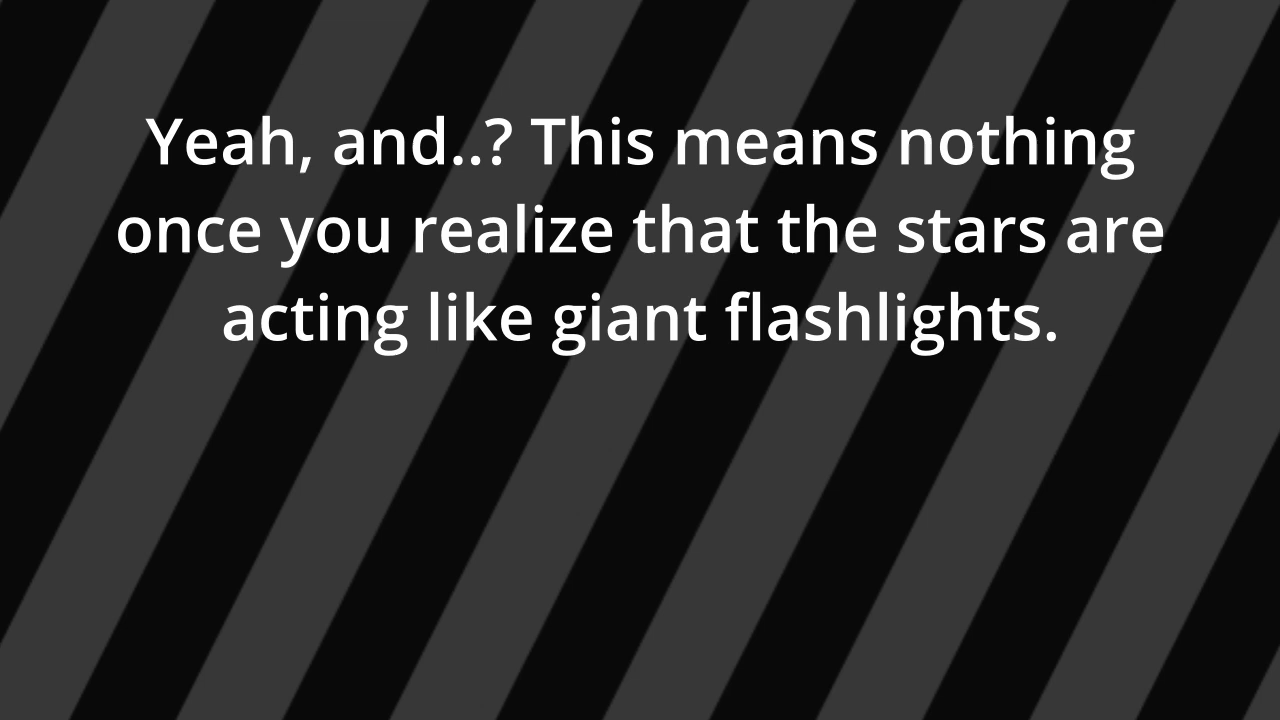 Yeah, and..? This means nothing
once you realize that the stars are
acting like giant flashlights.